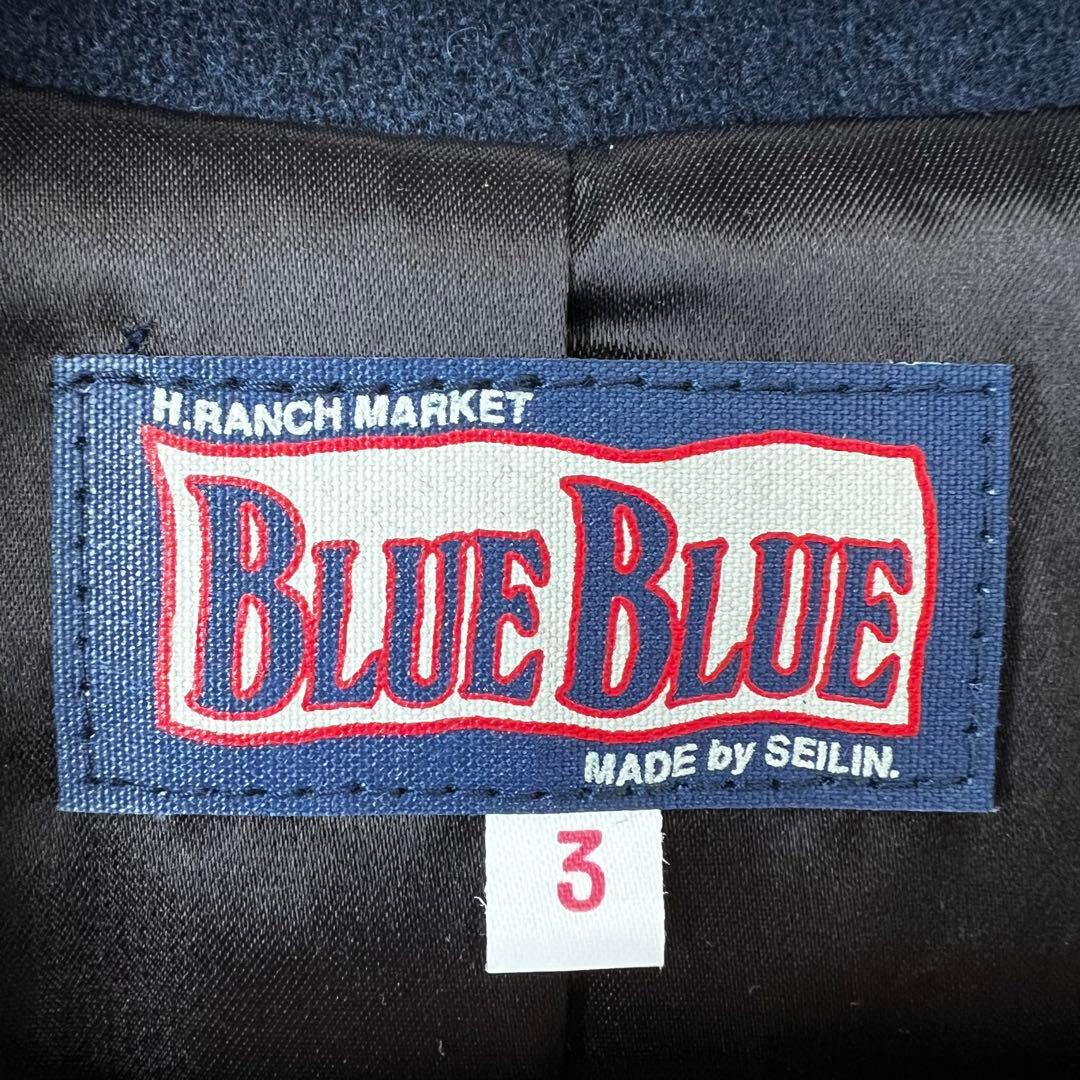 H.RANCH MARKET
BLUE BLUE
MADE by SEILIN.
3